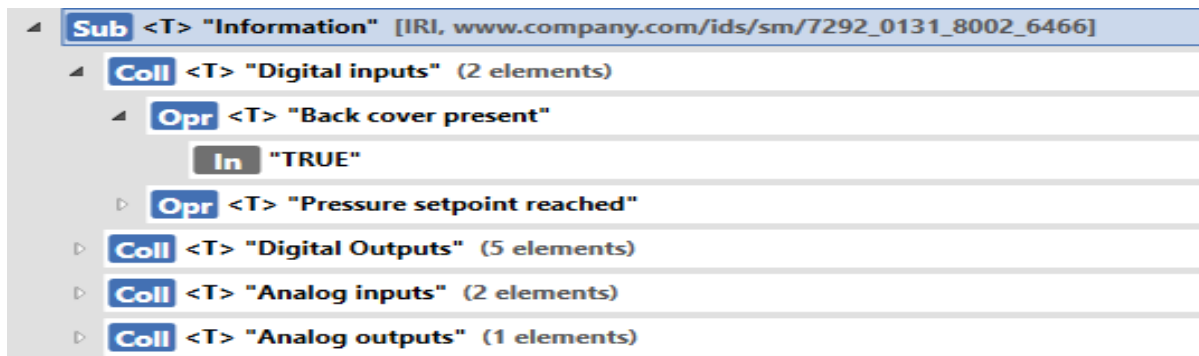 Sub <T> "Information" [IRI, www.company.com/ids/sm/7292_0131_8002_6466]
Coll <T> "Digital inputs" (2 elements)
Opr <T> "Back cover present"
In "TRUE"
Opr <T> "Pressure setpoint reached"
Coll <T> "Digital Outputs" (5 elements)
Coll <T> "Analog inputs" (2 elements)
Coll <T> "Analog outputs" (1 elements)